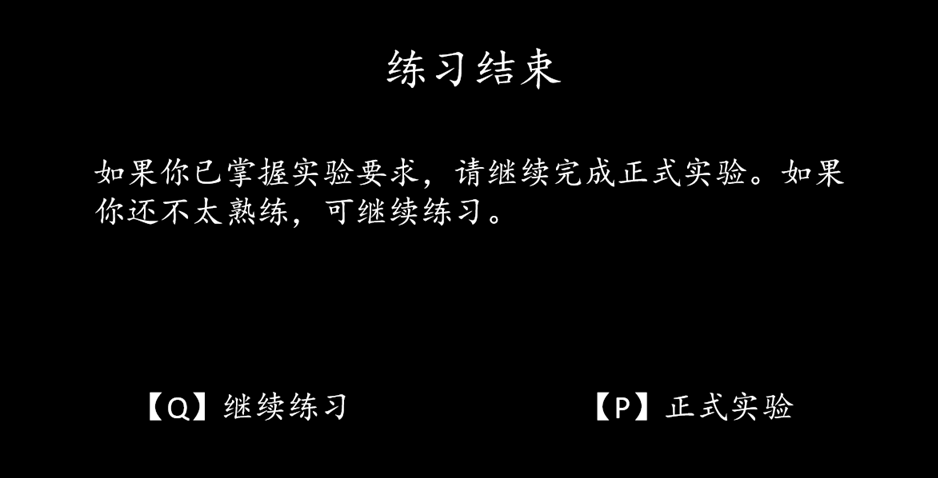 练习结束
如果你已掌握实验要求，请继续完成正式实验。如果
你还不太熟练，可继续练习。
【Q】继续练习
【P】正式实验